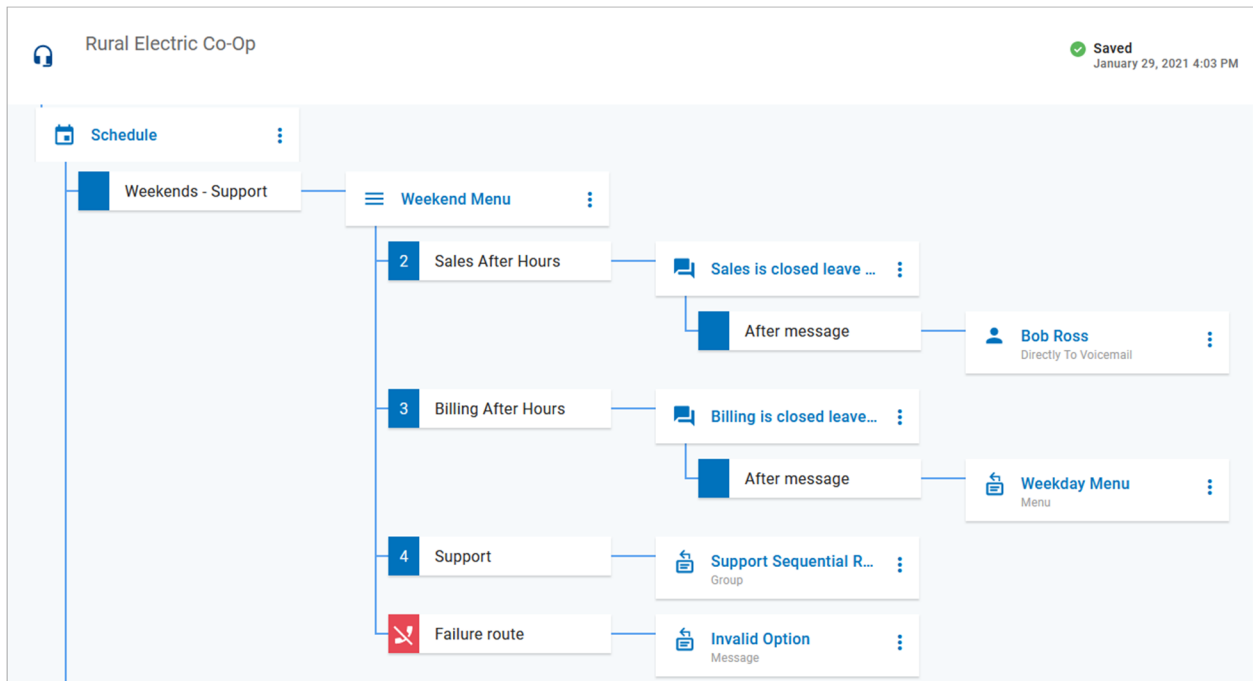 Rural Electric Co-Op
Saved
January 29, 2021 4:03 PM
Schedule
Weekends - Support
Weekend Menu
2 Sales After Hours
Sales is closed leave ...
After message
Bob Ross
Directly To Voicemail
3 Billing After Hours
Billing is closed leave...
After message
Weekday Menu
Menu
4 Support
Support Sequential R...
Group
Failure route
Invalid Option
Message